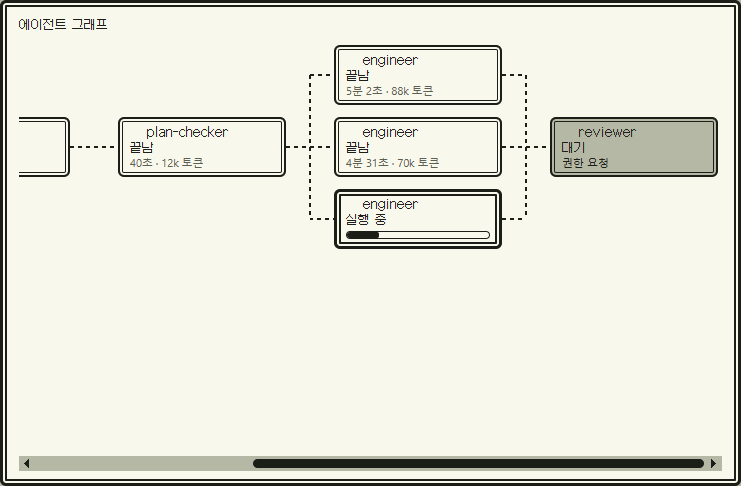 에이전트 그래프
plan-checker
끝남
40초 · 12k 토큰
engineer
끝남
5분 2초 · 88k 토큰
engineer
끝남
4분 31초 · 70k 토큰
engineer
실행 중
reviewer
대기
권한 요청